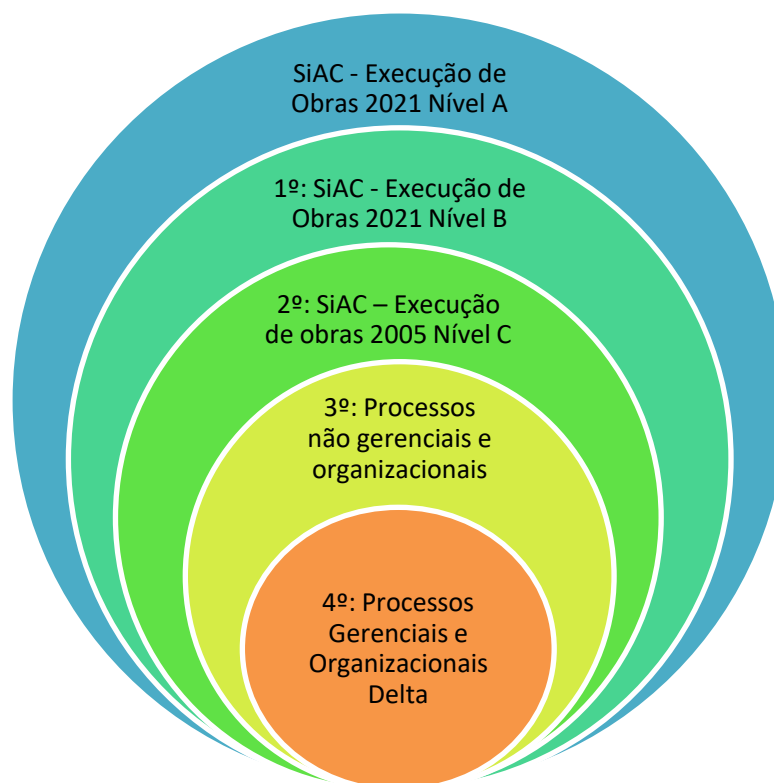 SiAC - Execução de
Obras 2021 Nível A
1º: SiAC - Execução de
Obras 2021 Nível B
2º: SiAC – Execução
de obras 2005 Nível C
3º: Processos
não gerenciais e
organizacionais
4º: Processos
Gerenciais e
Organizacionais
Delta